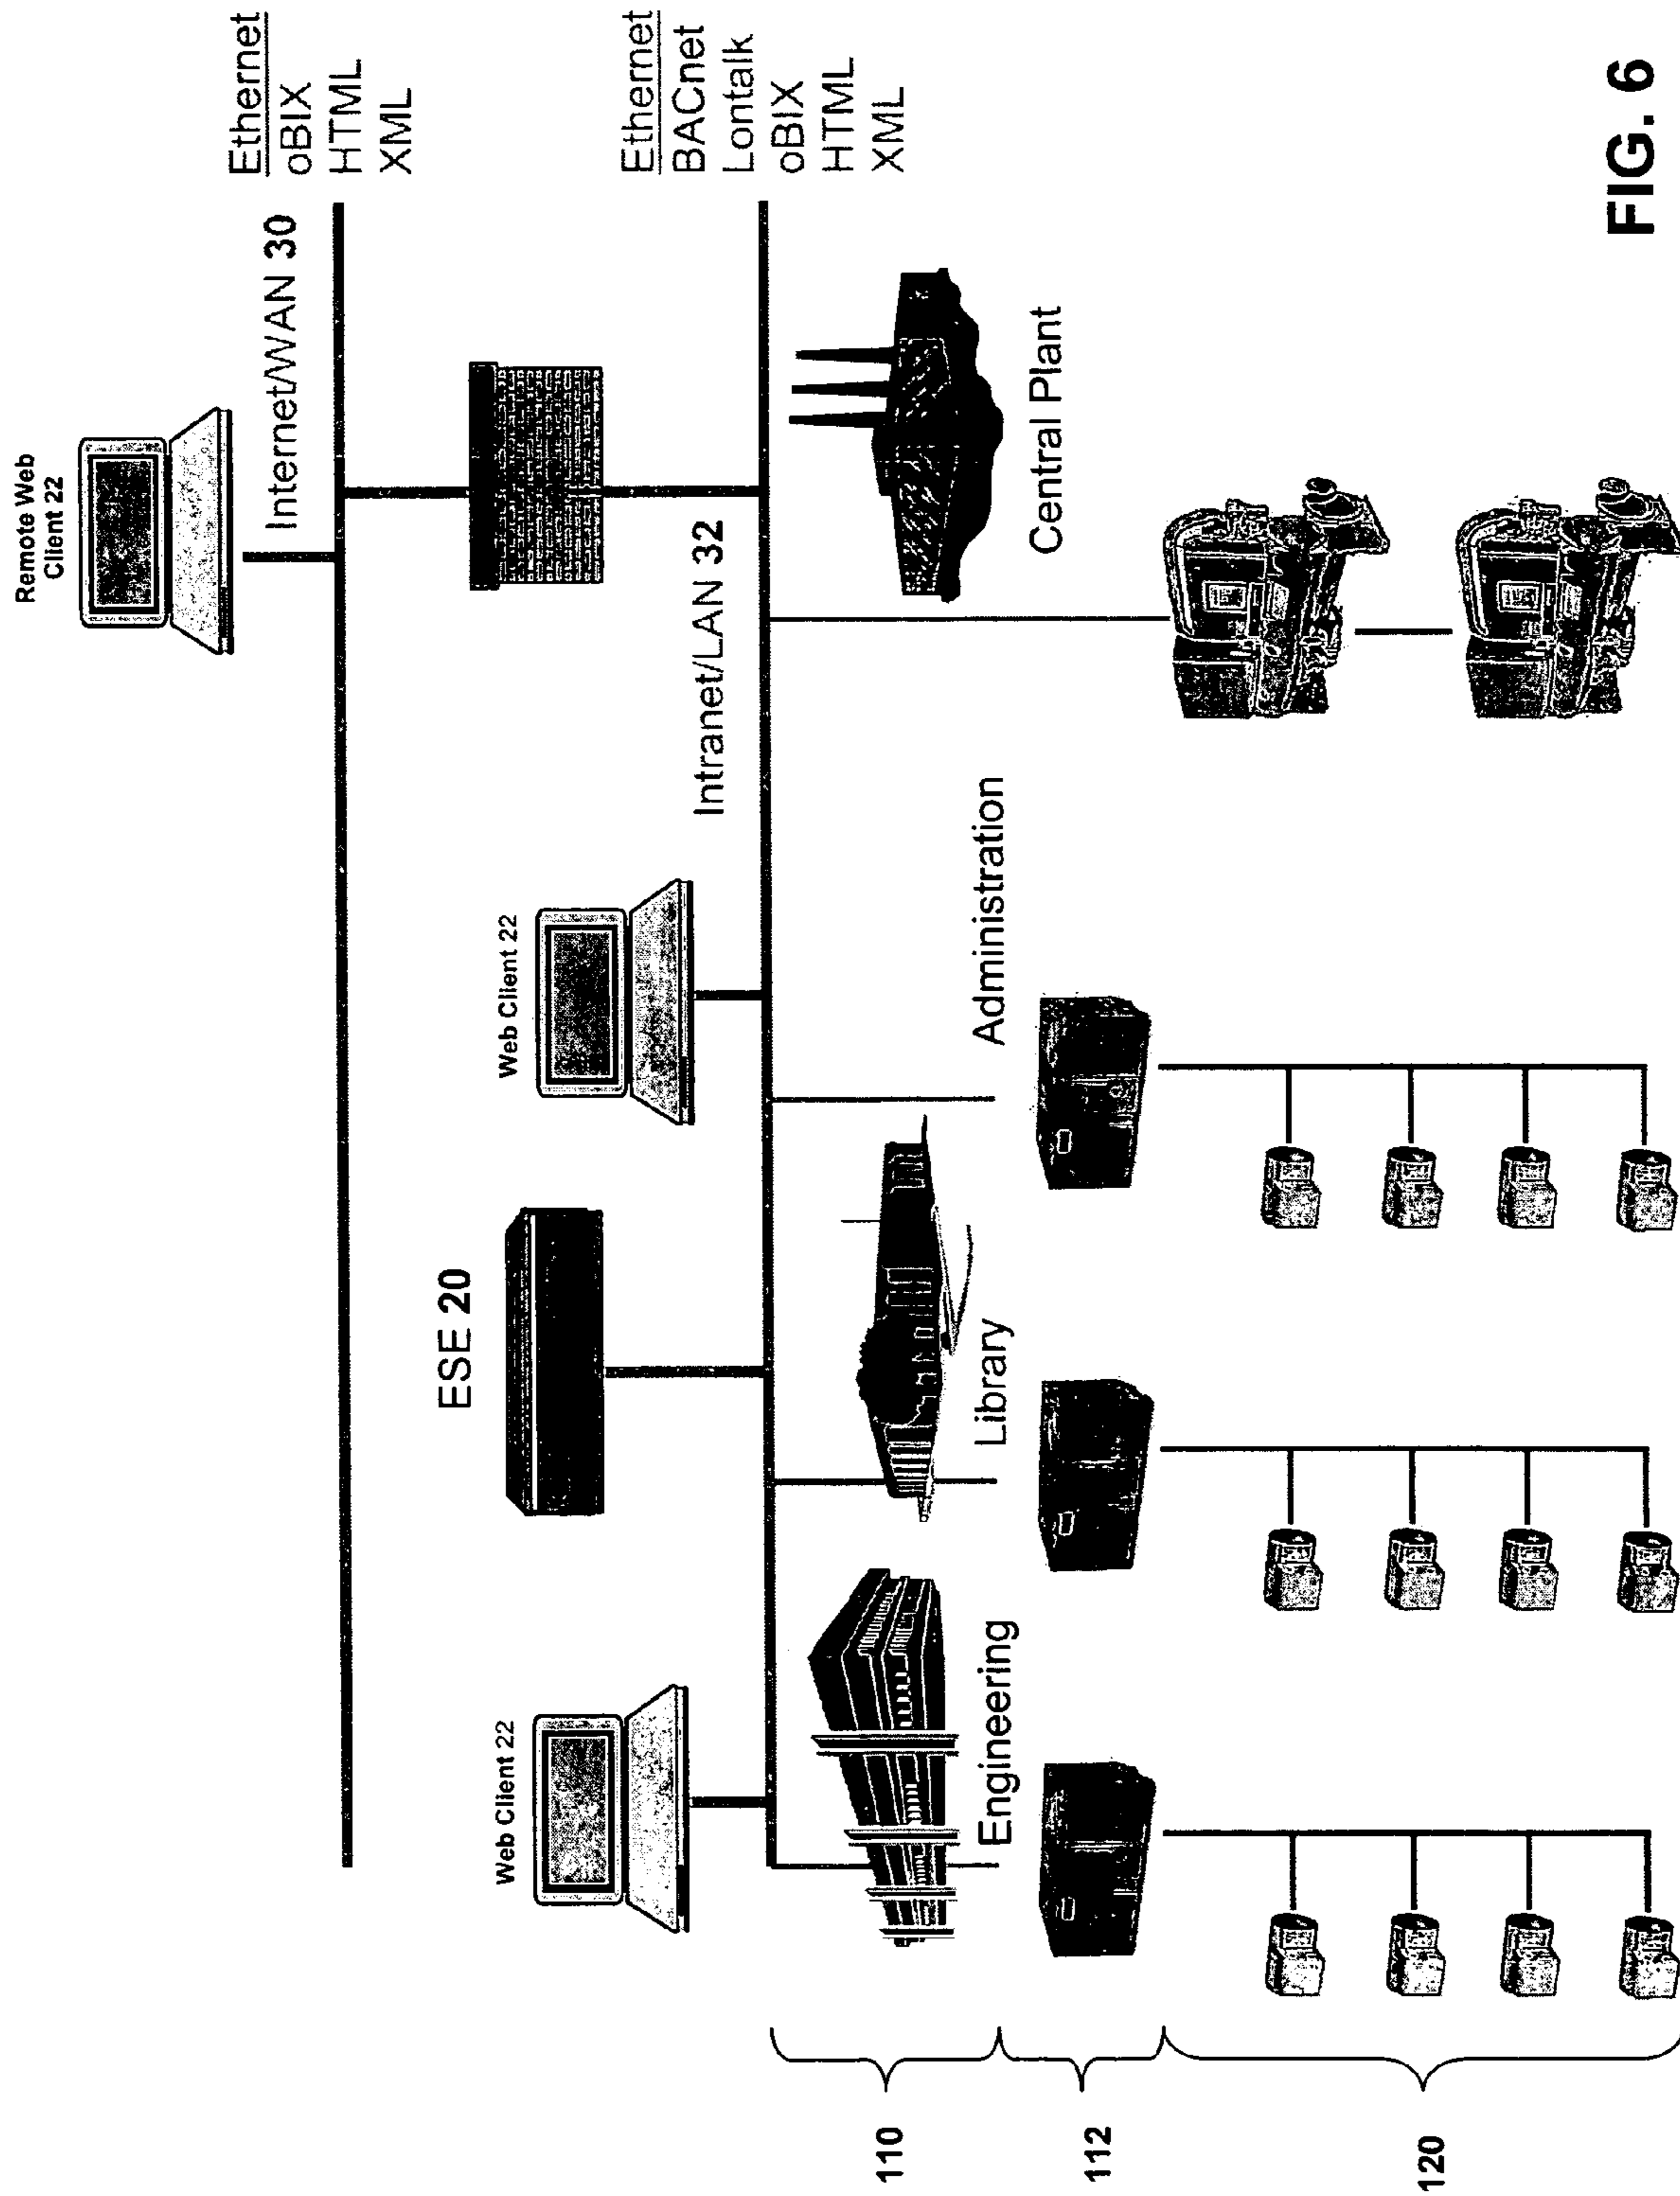 Remote Web
Client 22
Internet/WAN 30
Ethernet
oBIX
HTML
XML
ESE 20
Web Client 22
Web Client 22
Intranet/LAN 32
Ethernet
BACnet
Lontalk
oBIX
HTML
XML
110
Engineering
Library
Administration
Central Plant
112
120
FIG. 6